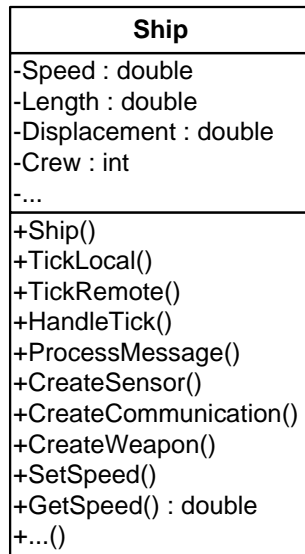 Ship
-Speed : double
-Length : double
-Displacement : double
-Crew : int
-...
+Ship()
+TickLocal()
+TickRemote()
+HandleTick()
+ProcessMessage()
+CreateSensor()
+CreateCommunication()
+CreateWeapon()
+SetSpeed()
+GetSpeed() : double
+...()